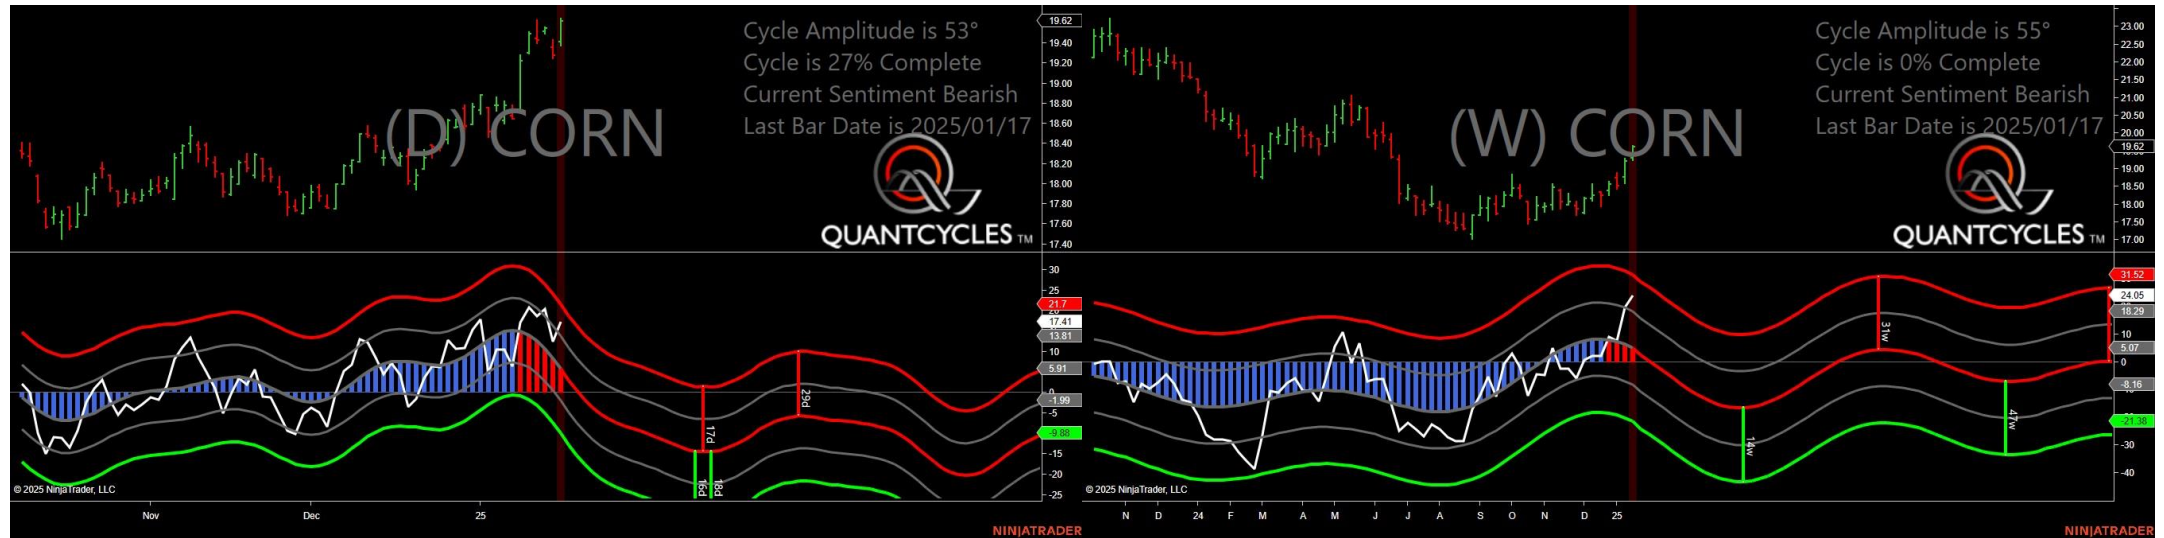 Cycle Amplitude is 53°
Cycle is 27% Complete
Current Sentiment Bearish
Last Bar Date is 2025/01/17
(D) CORN
QUANTCYCLES TM
19.62
19.40
19.20
19.00
18.80
18.60
18.40
18.20
18.00
17.80
17.60
17.40
30
25
21.7
17.41
13.81
10
5.91
0
-1.99
-5
-9.88
-15
-20
-25
17d
29d
16d
18d
© 2025 NinjaTrader, LLC
Nov
Dec
25
NINJATRADER
Cycle Amplitude is 55°
Cycle is 0% Complete
Current Sentiment Bearish
Last Bar Date is 2025/01/17
(W) CORN
QUANTCYCLES TM
23.00
22.50
22.00
21.50
21.00
20.50
20.00
19.62
19.00
18.50
18.00
17.50
17.00
31.52
24.05
18.29
10
5.07
0
-8.16
-21.38
-30
-40
31w
14w
47w
© 2025 NinjaTrader, LLC
N D 24 F M A M J J A S O N D 25
NINJATRADER